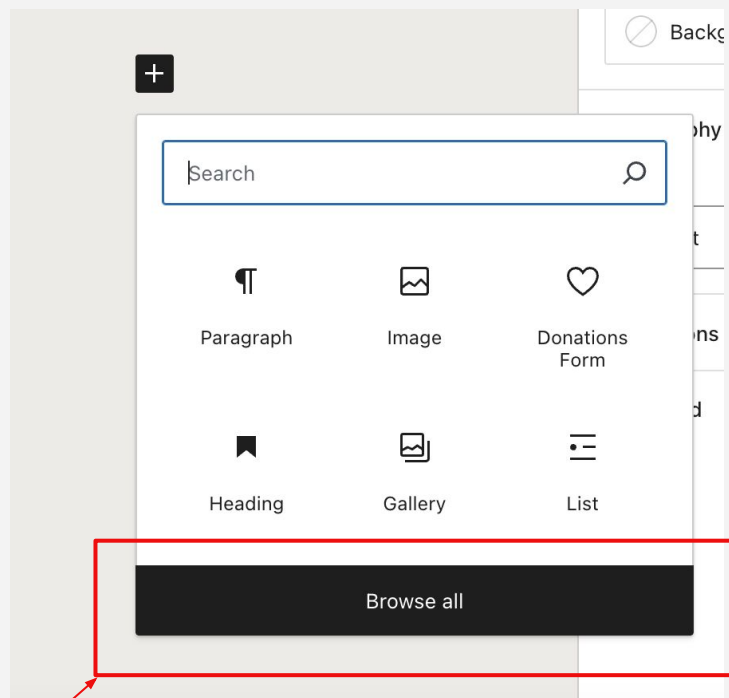 Search
Paragraph
Image
Donations
Form
Heading
Gallery
List
Browse all